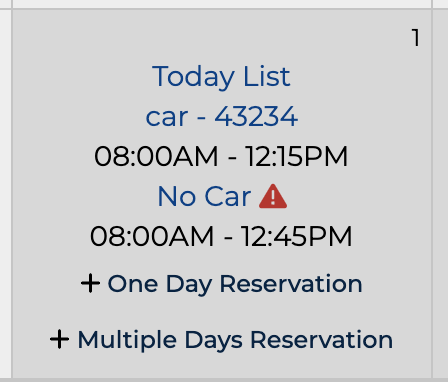 1
Today List
car - 43234
08:00AM - 12:15PM
No Car
08:00AM - 12:45PM
+ One Day Reservation
+ Multiple Days Reservation